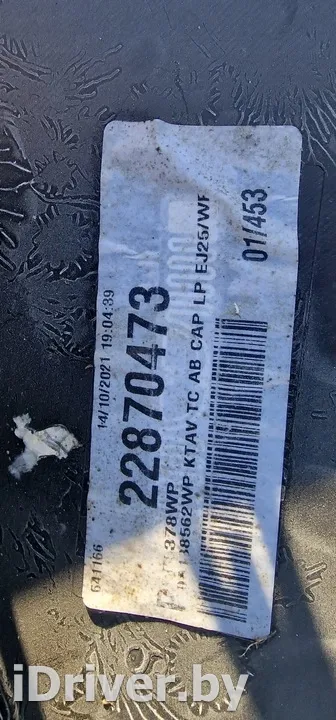 641166 14/10/2021 19:04:39
22870473
378WP
8562WP KTAV TC AB CAP LP EJ25/WF
01/453
iDriver.by